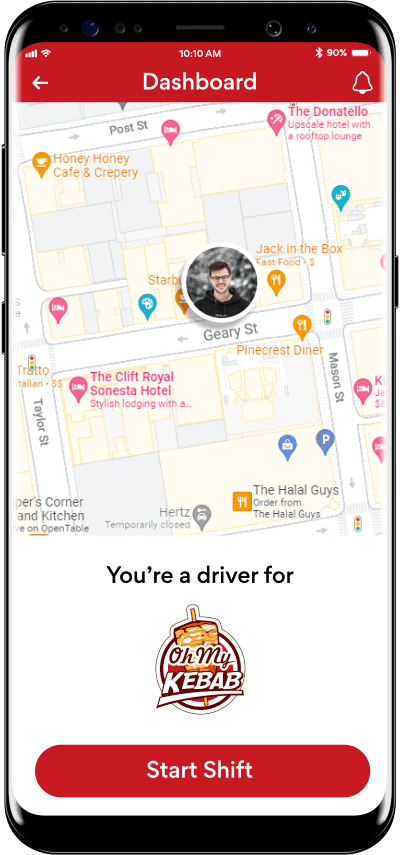 10:10 AM
90%
Dashboard
The Donatello
Upscale hotel with
a rooftop lounge
Post St
Honey Honey
Cafe & Crepery
Jack in the Box
Fast Food · $
Starbu
Geary St
Pinecrest Diner
Tratto
Italian · $$
The Clift Royal
Sonesta Hotel
Stylish lodging with a...
Mason St
Taylor St
P
The Halal Guys
Order from
The Halal Guys
per's Corner
and Kitchen
ve on OpenTable
Hertz
Temporarily closed
You're a driver for
Oh My
KEBAB
Start Shift